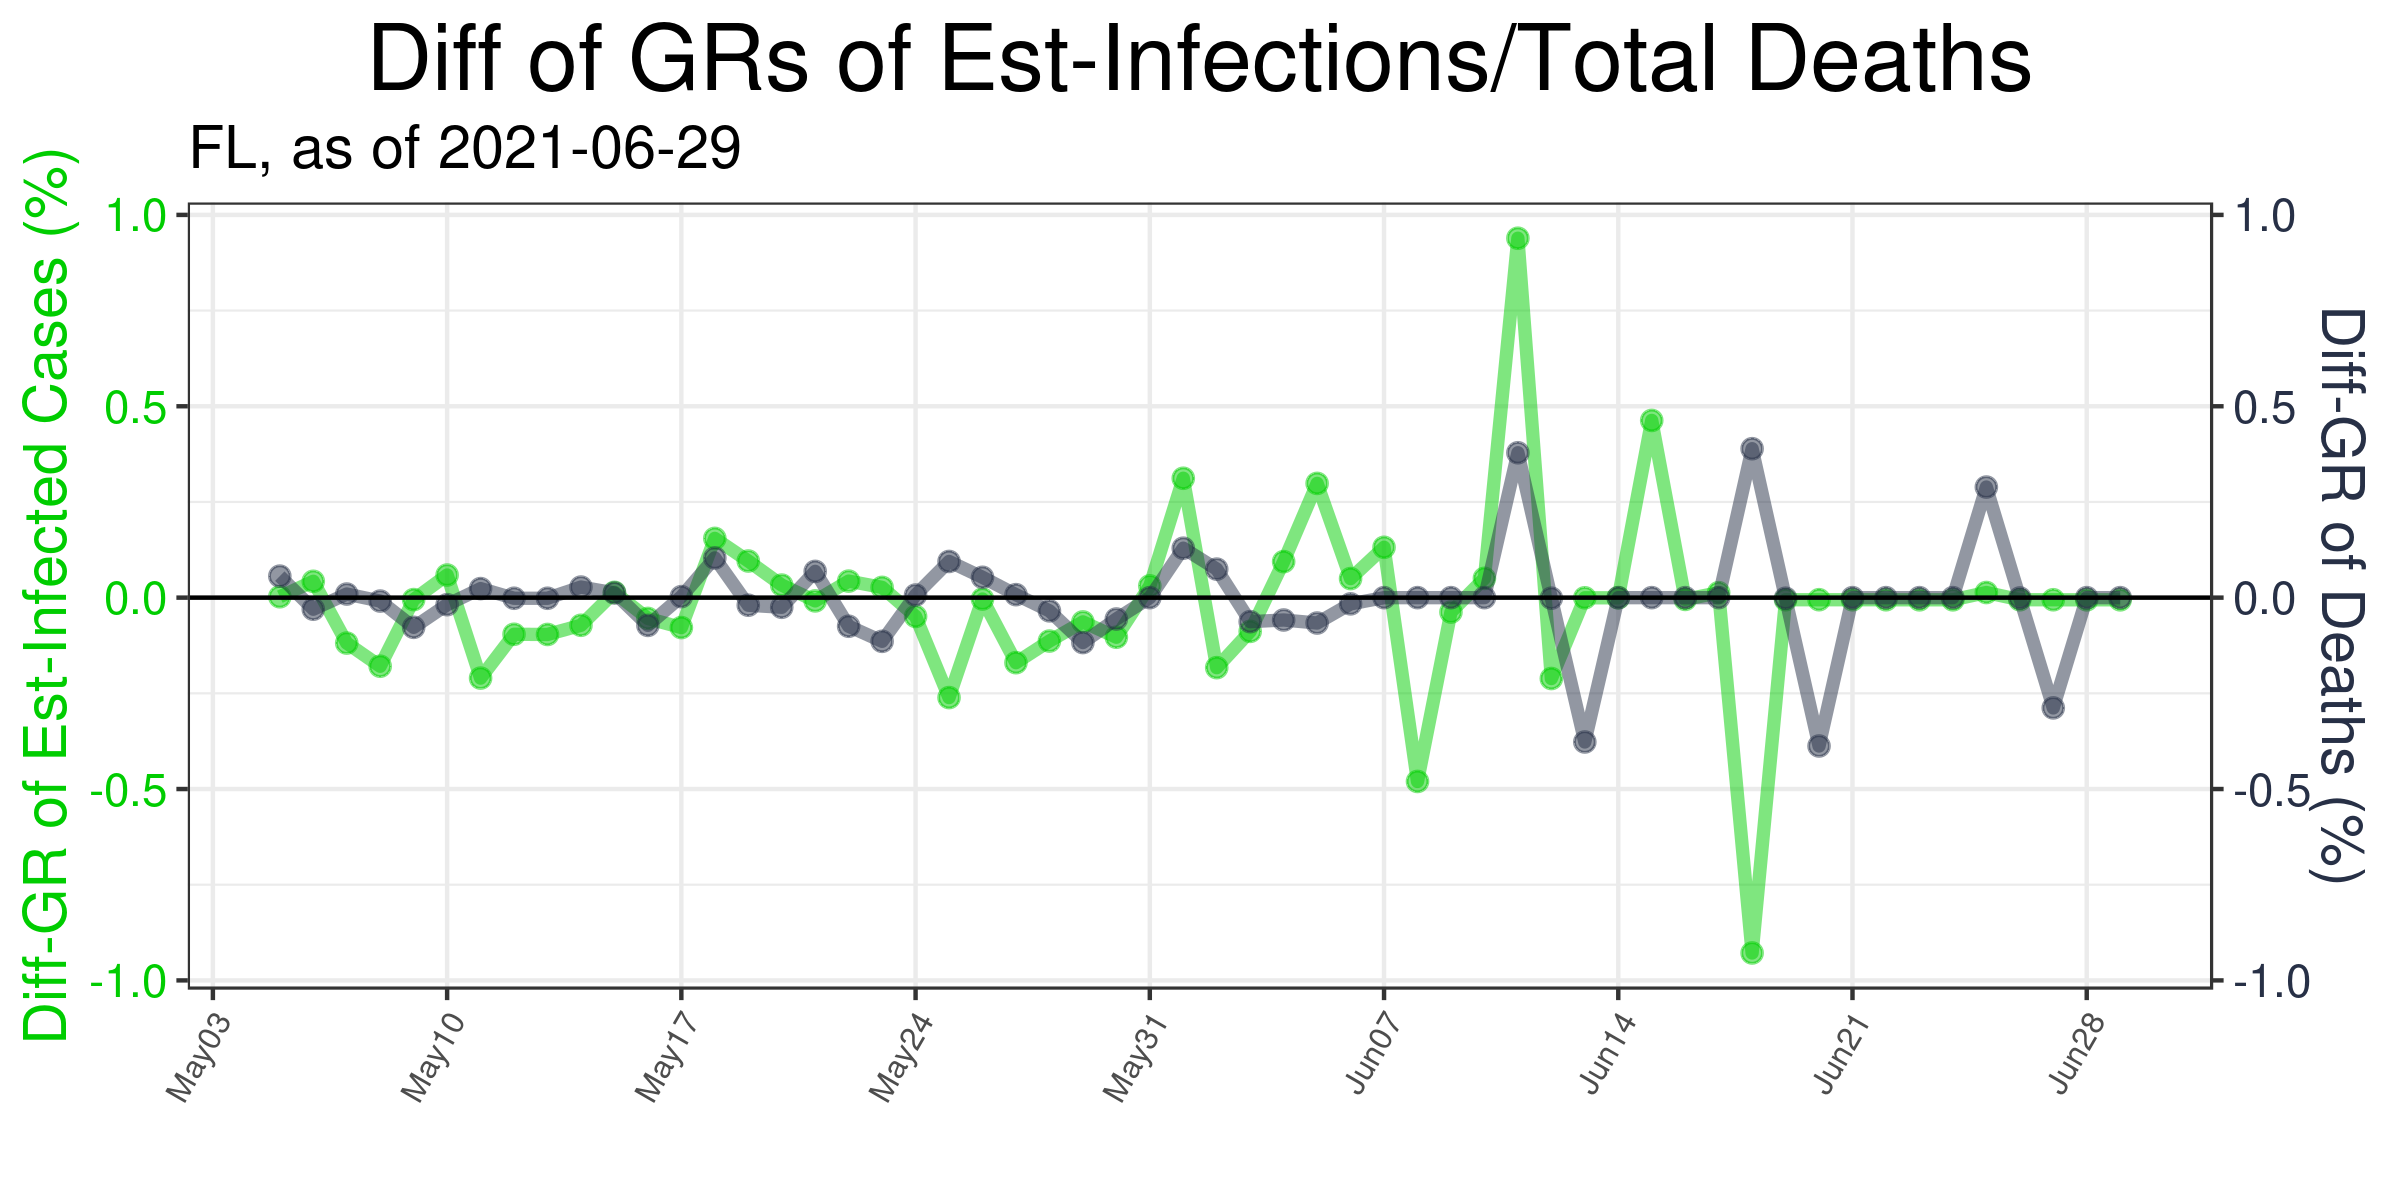 Diff of GRs of Est-Infections/Total Deaths
FL, as of 2021-06-29
Diff-GR of Est-Infected Cases (%)
1.0
0.5
0.0
-0.5
-1.0
1.0
0.5
0.0
-0.5
-1.0
Diff-GR of Deaths (%)
May03
May10
May17
May24
May31
Jun07
Jun14
Jun21
Jun28